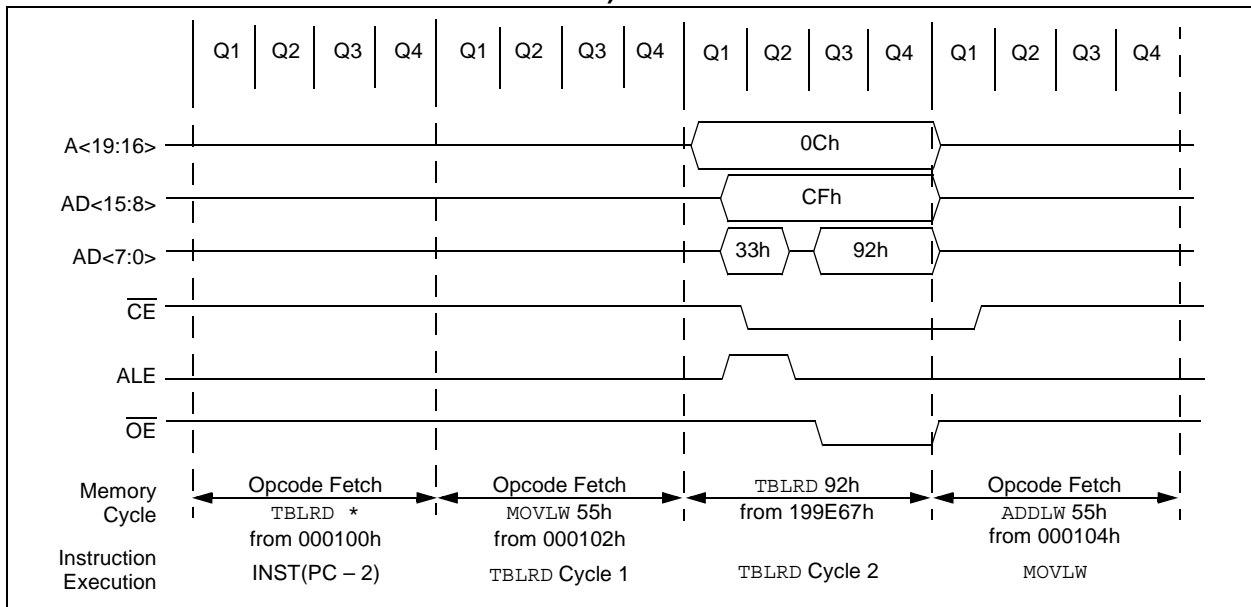 Q1 Q2 Q3 Q4 Q1 Q2 Q3 Q4 Q1 Q2 Q3 Q4 Q1 Q2 Q3 Q4
A<19:16> 0Ch
AD<15:8> CFh
AD<7:0> 33h 92h
CE
ALE
OE
Memory Cycle
Opcode Fetch
TBLRD *
from 000100h
Opcode Fetch
MOVLW 55h
from 000102h
TBLRD 92h
from 199E67h
Opcode Fetch
ADDLW 55h
from 000104h
Instruction Execution
INST(PC – 2)
TBLRD Cycle 1
TBLRD Cycle 2
MOVLW